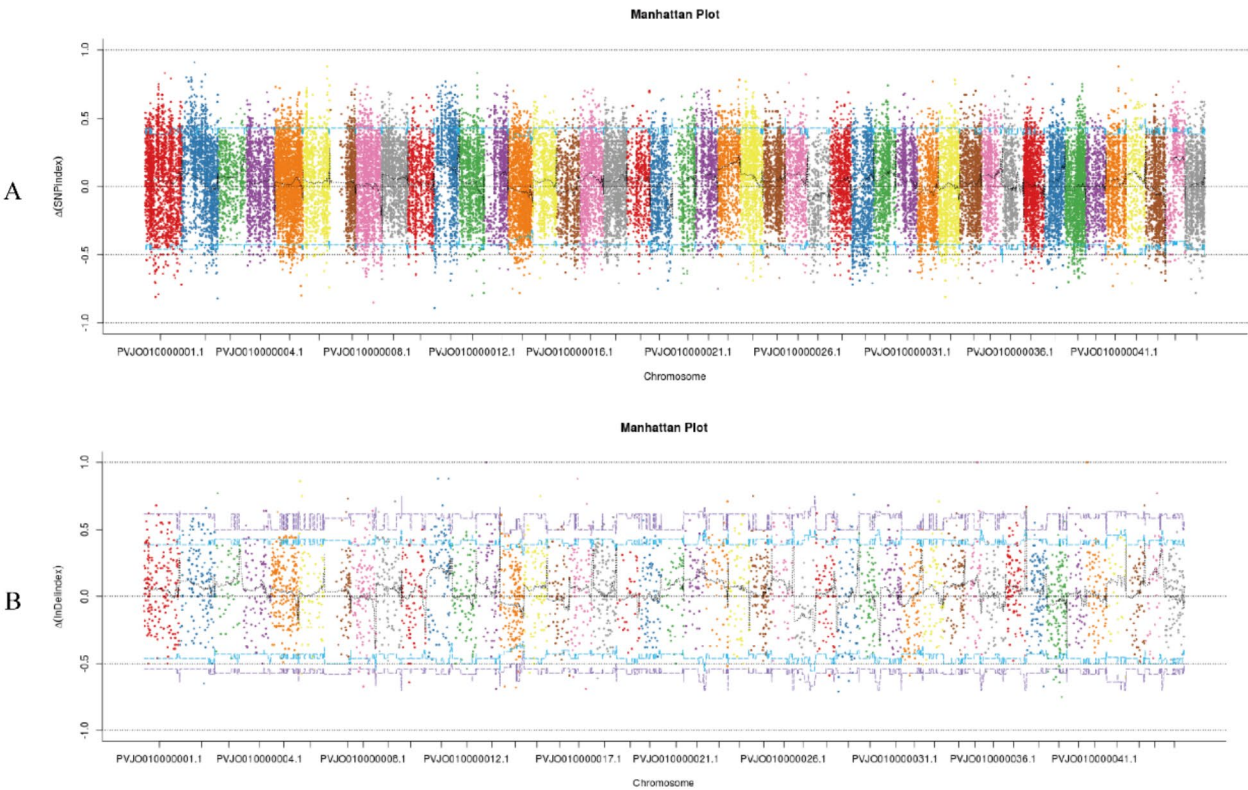 Manhattan Plot
A
Δ(SNPindex)
1.0
0.5
0.0
-0.5
-1.0
PVJO010000001.1 PVJO010000004.1 PVJO010000008.1 PVJO010000012.1 PVJO010000016.1 PVJO010000021.1 PVJO010000026.1 PVJO010000031.1 PVJO010000036.1 PVJO010000041.1
Chromosome
Manhattan Plot
B
Δ(InDelIndex)
1.0
0.5
0.0
-0.5
-1.0
PVJO010000001.1 PVJO010000004.1 PVJO010000008.1 PVJO010000012.1 PVJO010000017.1 PVJO010000021.1 PVJO010000026.1 PVJO010000031.1 PVJO010000036.1 PVJO010000041.1
Chromosome